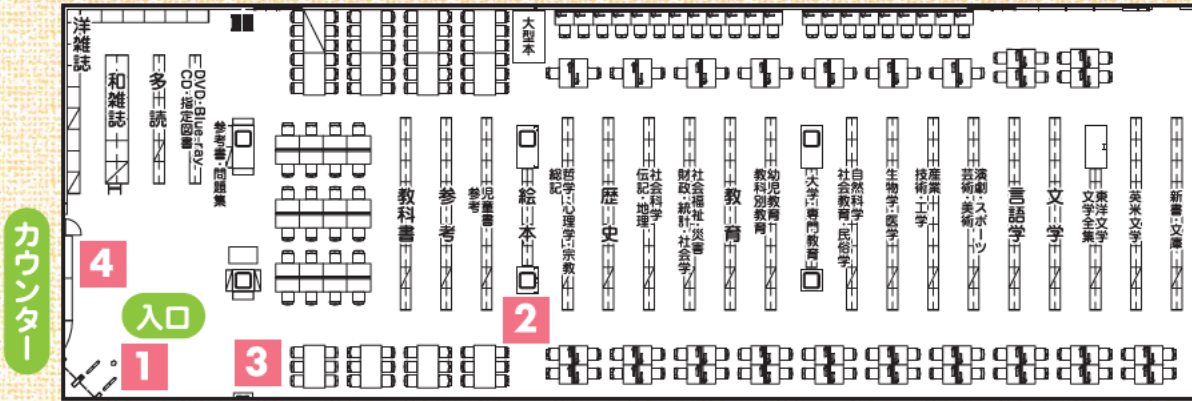 洋雑誌
和雑誌
多読
DVD・Blue-ray
CD・指定図書
参考書・問題集
大型本
教科書
参考
児童書
参考
絵本
哲学・心理学・宗教
総記
歴史
社会科学
伝記・地理
社会福祉・災害
財政・統計・社会学
教育
幼児教育
教科別教育
大学・専門教育
自然科学
社会教育・民俗学
生物学・医学
産業
技術・工学
演劇・スポーツ
芸術・美術
言語学
文学
東洋文学
文学全集
英米文学
新書・文庫
カウンター
入口
4
1
3
2